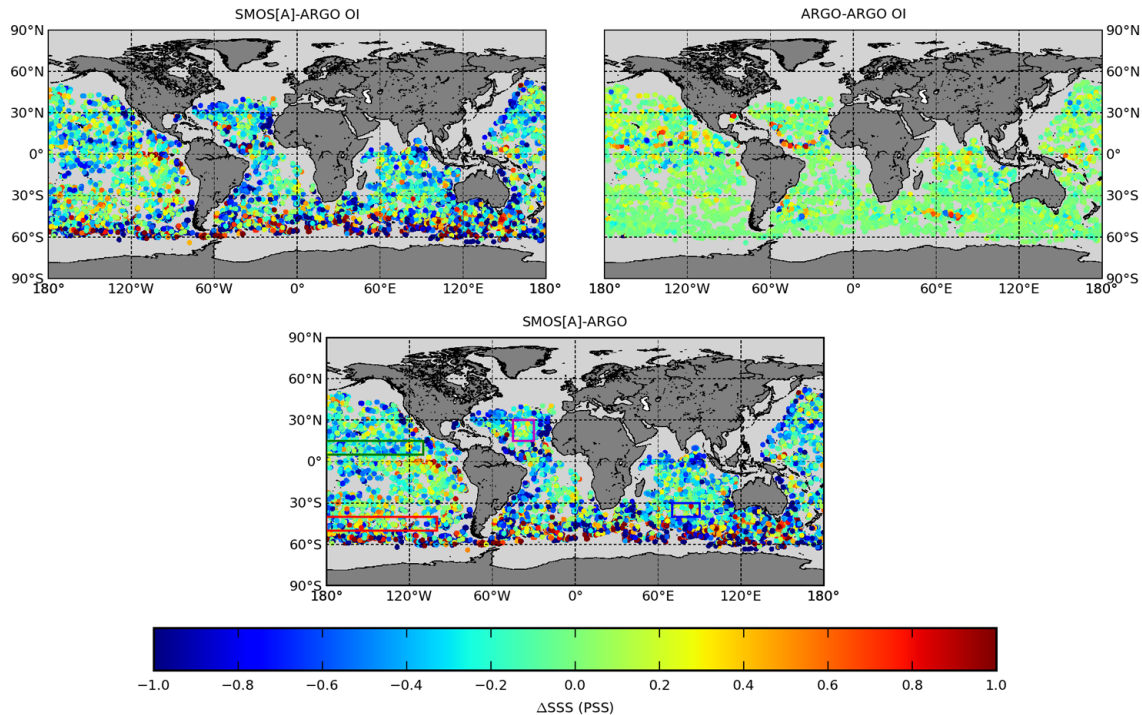 SMOS[A]-ARGO OI
ARGO-ARGO OI
90°N
60°N
30°N
0°
30°S
60°S
90°S
180° 120°W 60°W 0° 60°E 120°E 180°
180° 120°W 60°W 0° 60°E 120°E 180°
90°N
60°N
30°N
0°
30°S
60°S
90°S
SMOS[A]-ARGO
90°N
60°N
30°N
0°
30°S
60°S
90°S
180° 120°W 60°W 0° 60°E 120°E 180°
−1.0 −0.8 −0.6 −0.4 −0.2 0.0 0.2 0.4 0.6 0.8 1.0
ΔSSS (PSS)